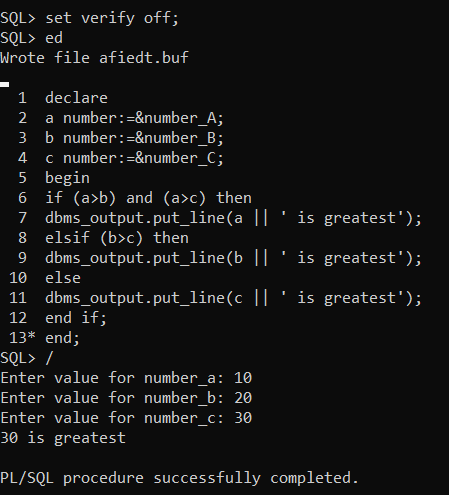 SQL> set verify off;
SQL> ed
Wrote file afiedt.buf
  1  declare
  2  a number:=&number_A;
  3  b number:=&number_B;
  4  c number:=&number_C;
  5  begin
  6  if (a>b) and (a>c) then
  7  dbms_output.put_line(a || ' is greatest');
  8  elsif (b>c) then
  9  dbms_output.put_line(b || ' is greatest');
 10  else
 11  dbms_output.put_line(c || ' is greatest');
 12  end if;
 13* end;
SQL> /
Enter value for number_a: 10
Enter value for number_b: 20
Enter value for number_c: 30
30 is greatest
PL/SQL procedure successfully completed.